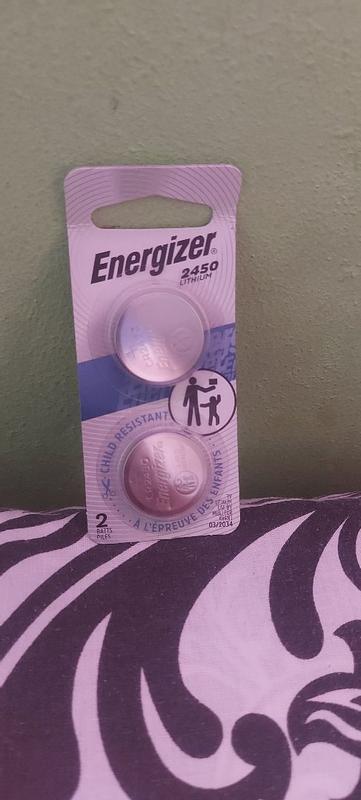 Energizer®
2450
LITHIUM
CHILD RESISTANT
À L'ÉPREUVE DES ENFANTS
2
BATTS
PILES
03/2034